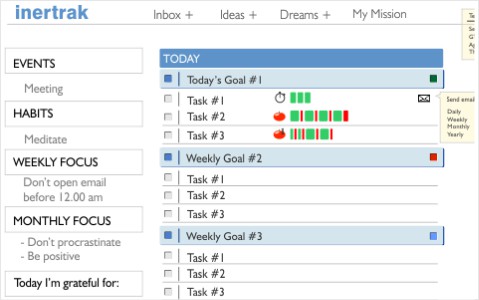 inertrak
Inbox +
Ideas +
Dreams +
My Mission
EVENTS
Meeting
HABITS
Meditate
WEEKLY FOCUS
Don't open email
before 12.00 am
MONTHLY FOCUS
- Don't procrastinate
- Be positive
Today I'm grateful for:
TODAY
Today's Goal #1
Task #1
Task #2
Task #3
Weekly Goal #2
Task #1
Task #2
Task #3
Weekly Goal #3
Task #1
Task #2
Task #3
Send email
Daily
Weekly
Monthly
Yearly